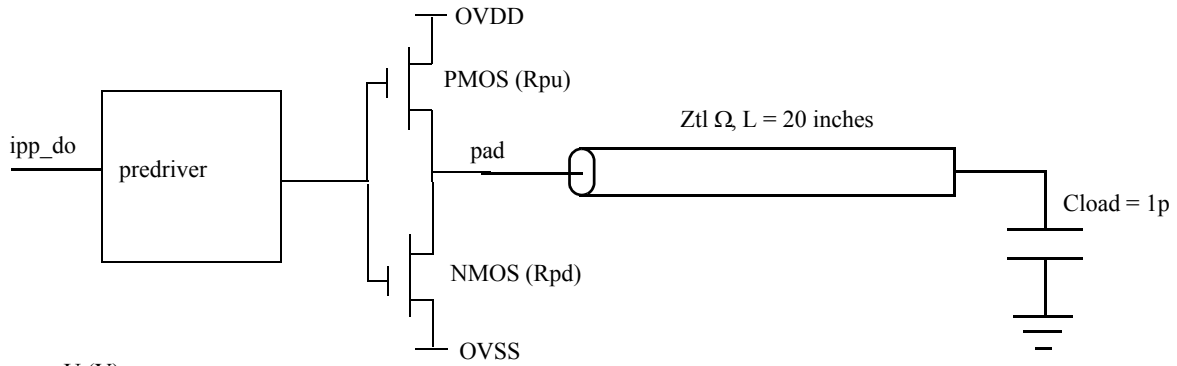 OVDD
PMOS (Rpu)
Ztl Ω, L = 20 inches
ipp_do
predriver
pad
Cload = 1p
NMOS (Rpd)
OVSS